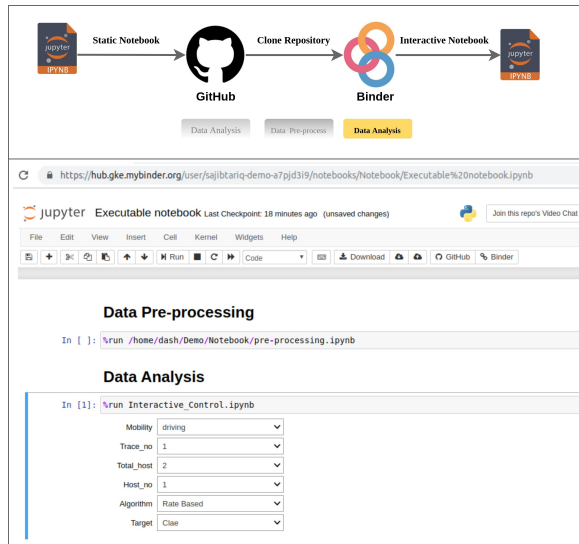 Static Notebook
Clone Repository
Interactive Notebook
jupyter
IPYNB
jupyter
IPYNB
GitHub
Binder
Data Analysis
Data Pre-process
Data Analysis
https://hub.gke.mybinder.org/user/sajibtariq-demo-a7pjd3i9/notebooks/Notebook/Executable%20notebook.ipynb
jupyter Executable notebook Last Checkpoint: 18 minutes ago (unsaved changes)
Join this repo's Video Chat
File Edit View Insert Cell Kernel Widgets Help
Run Code Download GitHub Binder
Data Pre-processing
In [ ]: %run /home/dash/Demo/Notebook/pre-processing.ipynb
Data Analysis
In [1]: %run Interactive_Control.ipynb
Mobility driving
Trace_no 1
Total_host 2
Host_no 1
Algorithm Rate Based
Target Clae